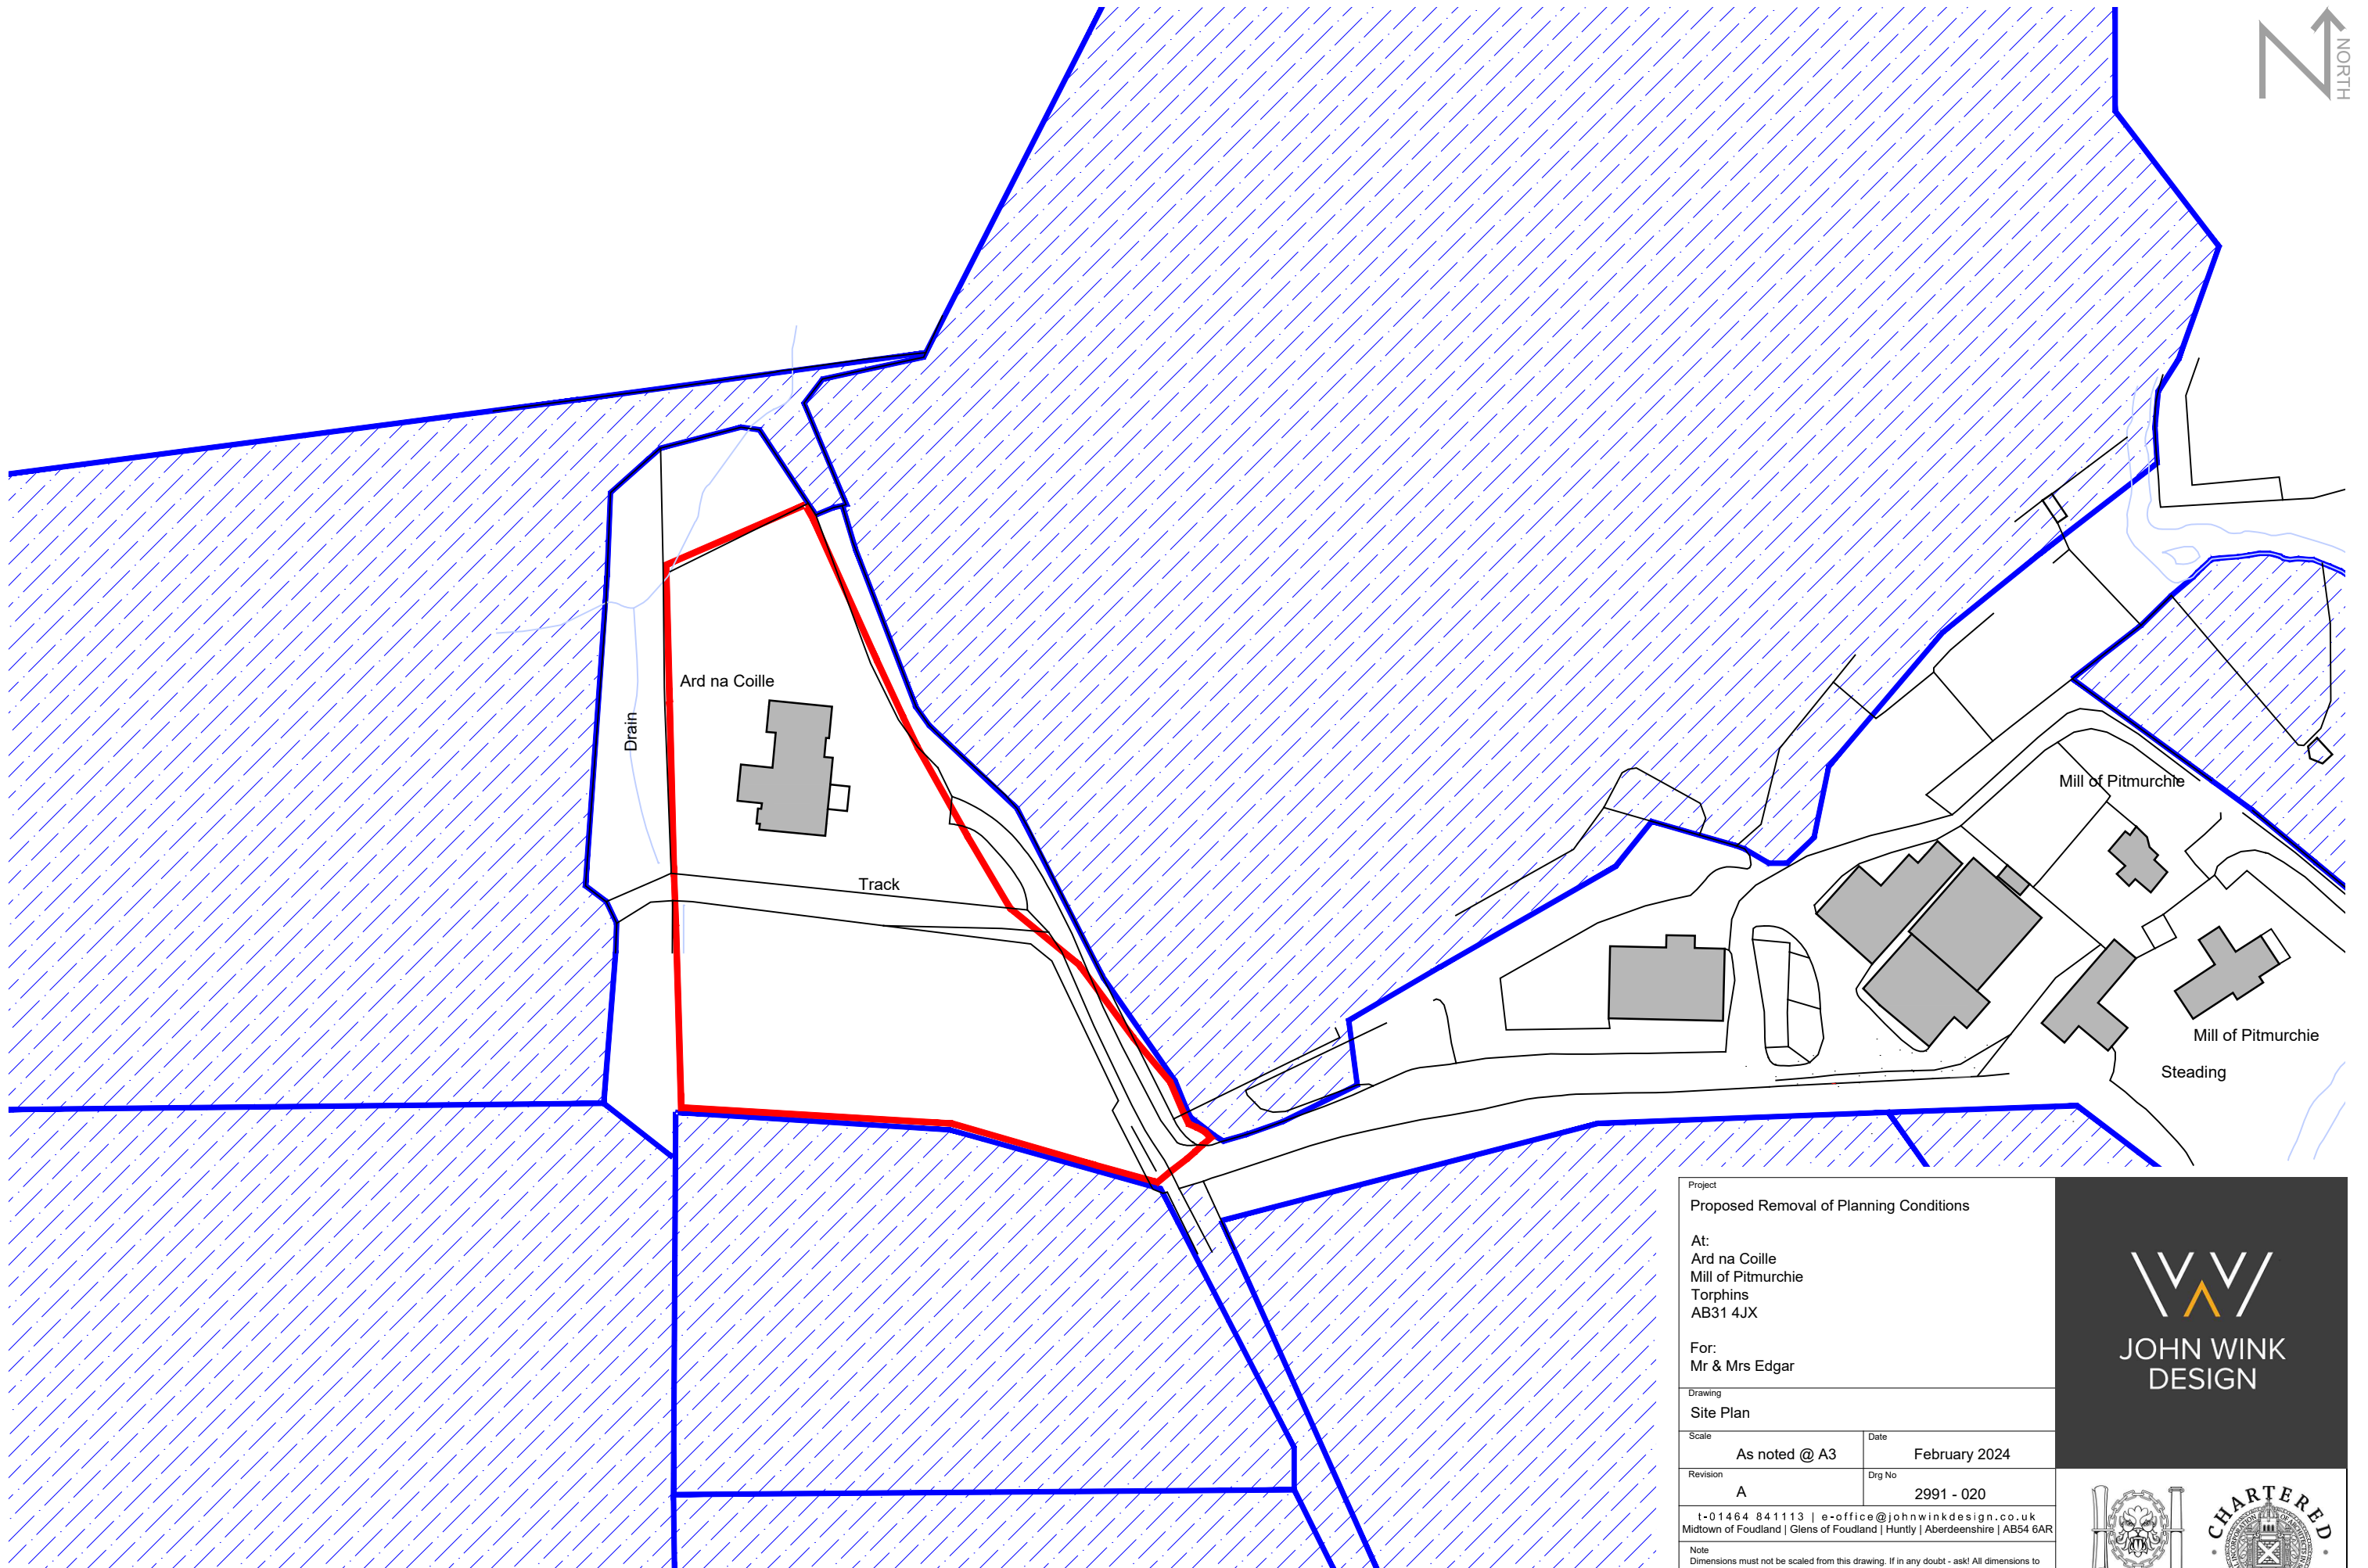 NORTH
Ard na Coille
Drain
Track
Mill of Pitmurchie
Mill of Pitmurchie
Steading
Project
Proposed Removal of Planning Conditions
At:
Ard na Coille
Mill of Pitmurchie
Torphins
AB31 4JX
For:
Mr & Mrs Edgar
Drawing
Site Plan
Scale
As noted @ A3
Date
February 2024
Revision
A
Drg No
2991 - 020
t-01464 841113 | e-office@johnwinkdesign.co.uk
Midtown of Foudland | Glens of Foudland | Huntly | Aberdeenshire | AB54 6AR
Note
Dimensions must not be scaled from this drawing. If in any doubt - ask! All dimensions to
JOHN WINK
DESIGN
CHARTERED